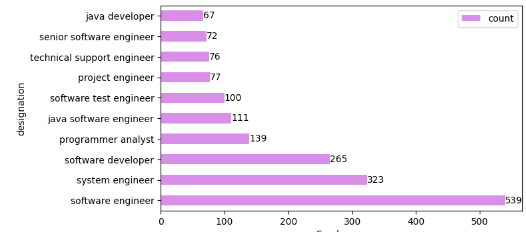 java developer 67
count
senior software engineer 72
technical support engineer 76
project engineer 77
software test engineer 100
designation
java software engineer 111
programmer analyst 139
software developer 265
system engineer 323
software engineer 539
0 100 200 300 400 500